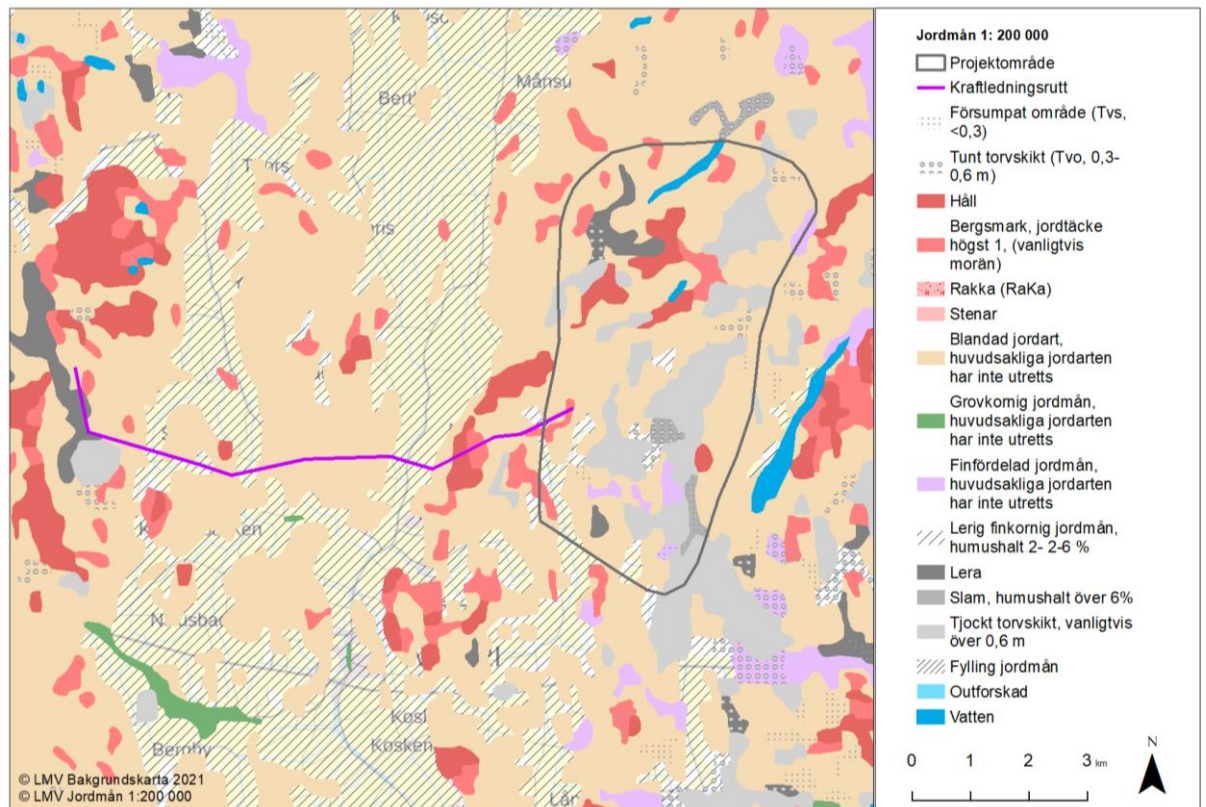 Månsu
Bert
Kosl
Kosken
© LMV Bakgrundskarta 2021
© LMV Jordmån 1:200 000
Jordmån 1: 200 000
Projektområde
Kraftledningsrutt
Försumpat område (Tvs,
<0,3)
Tunt torvskikt (Tvo, 0,3-
0,6 m)
Häll
Bergsmark, jordtäcke
högst 1, (vanligtvis
morän)
Rakka (RaKa)
Stenar
Blandad jordart,
huvudsakliga jordarten
har inte utretts
Grovkornig jordmån,
huvudsakliga jordarten
har inte utretts
Finfördelad jordmån,
huvudsakliga jordarten
har inte utretts
Lerig finkornig jordmån,
humushalt 2- 2-6 %
Lera
Slam, humushalt över 6%
Tjockt torvskikt, vanligtvis
över 0,6 m
Fylling jordmån
Outforskad
Vatten
0 1 2 3 km
N